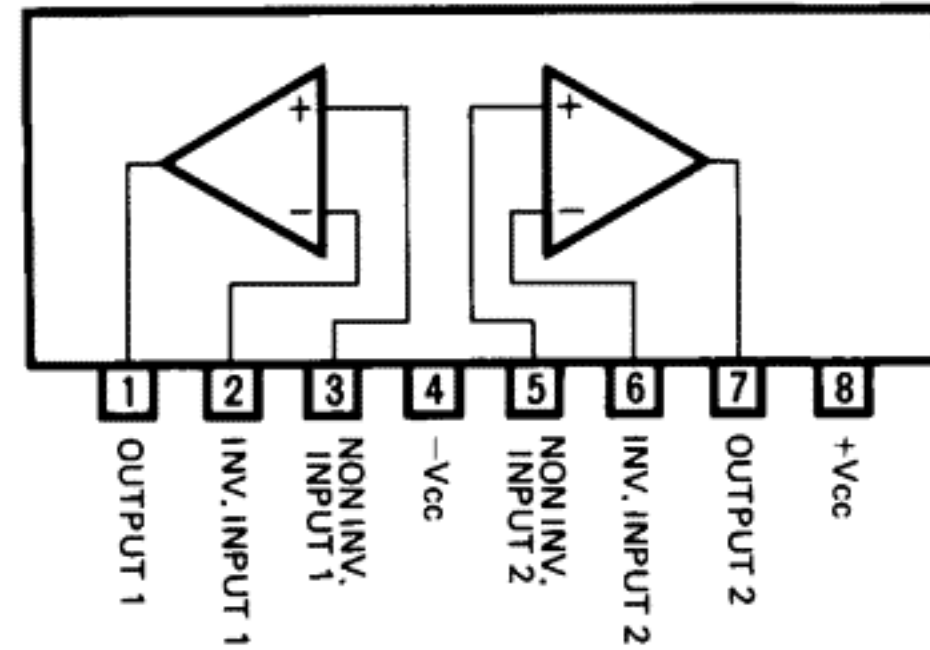 +
+
−
−
1
2
3
4
5
6
7
8
OUTPUT 1
INV. INPUT 1
NON INV.
INPUT 1
−Vcc
NON INV.
INPUT 2
INV. INPUT 2
OUTPUT 2
+Vcc